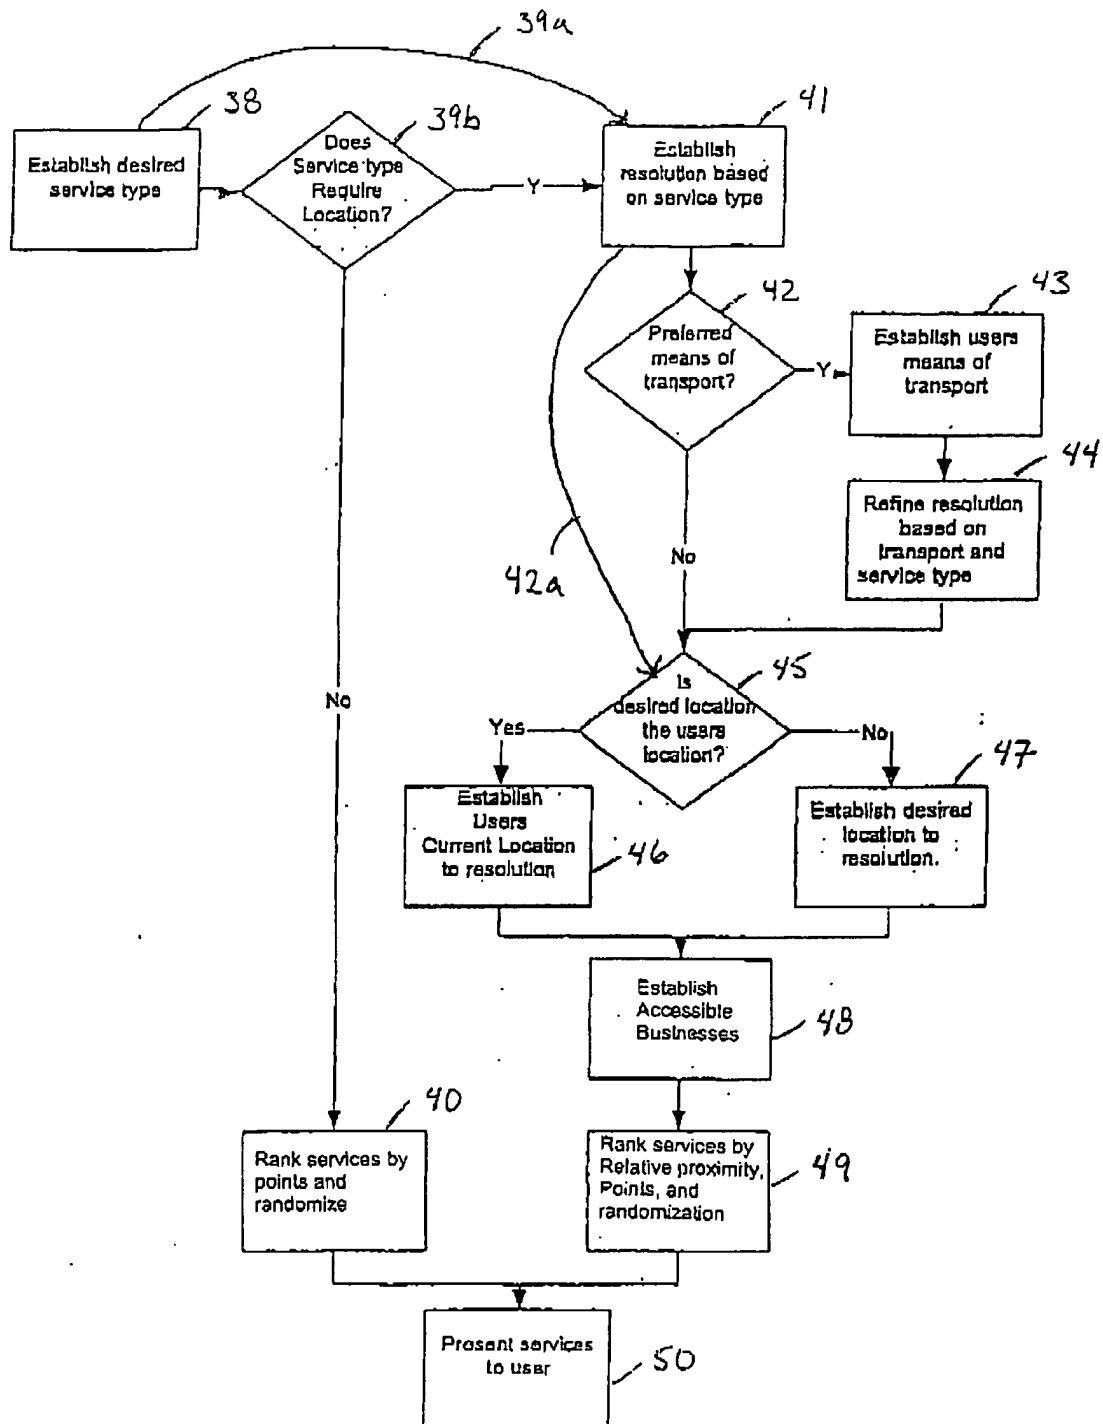 39a
38
39b
41
Establish desired
service type
Does
Service type
Require
Location?
Y
Establish
resolution based
on service type
42
43
Preferred
means of
transport?
Y
Establish users
means of
transport
44
Refine resolution
based on
transport and
service type
42a
No
No
45
Is
desired location
the users
location?
Yes
No
47
Establish
Users
Current Location
to resolution
46
Establish desired
location to
resolution.
Establish
Accessible
Businesses
48
40
Rank services by
points and
randomize
Rank services by
Relative proximity,
Points, and
randomization
49
Present services
to user
50